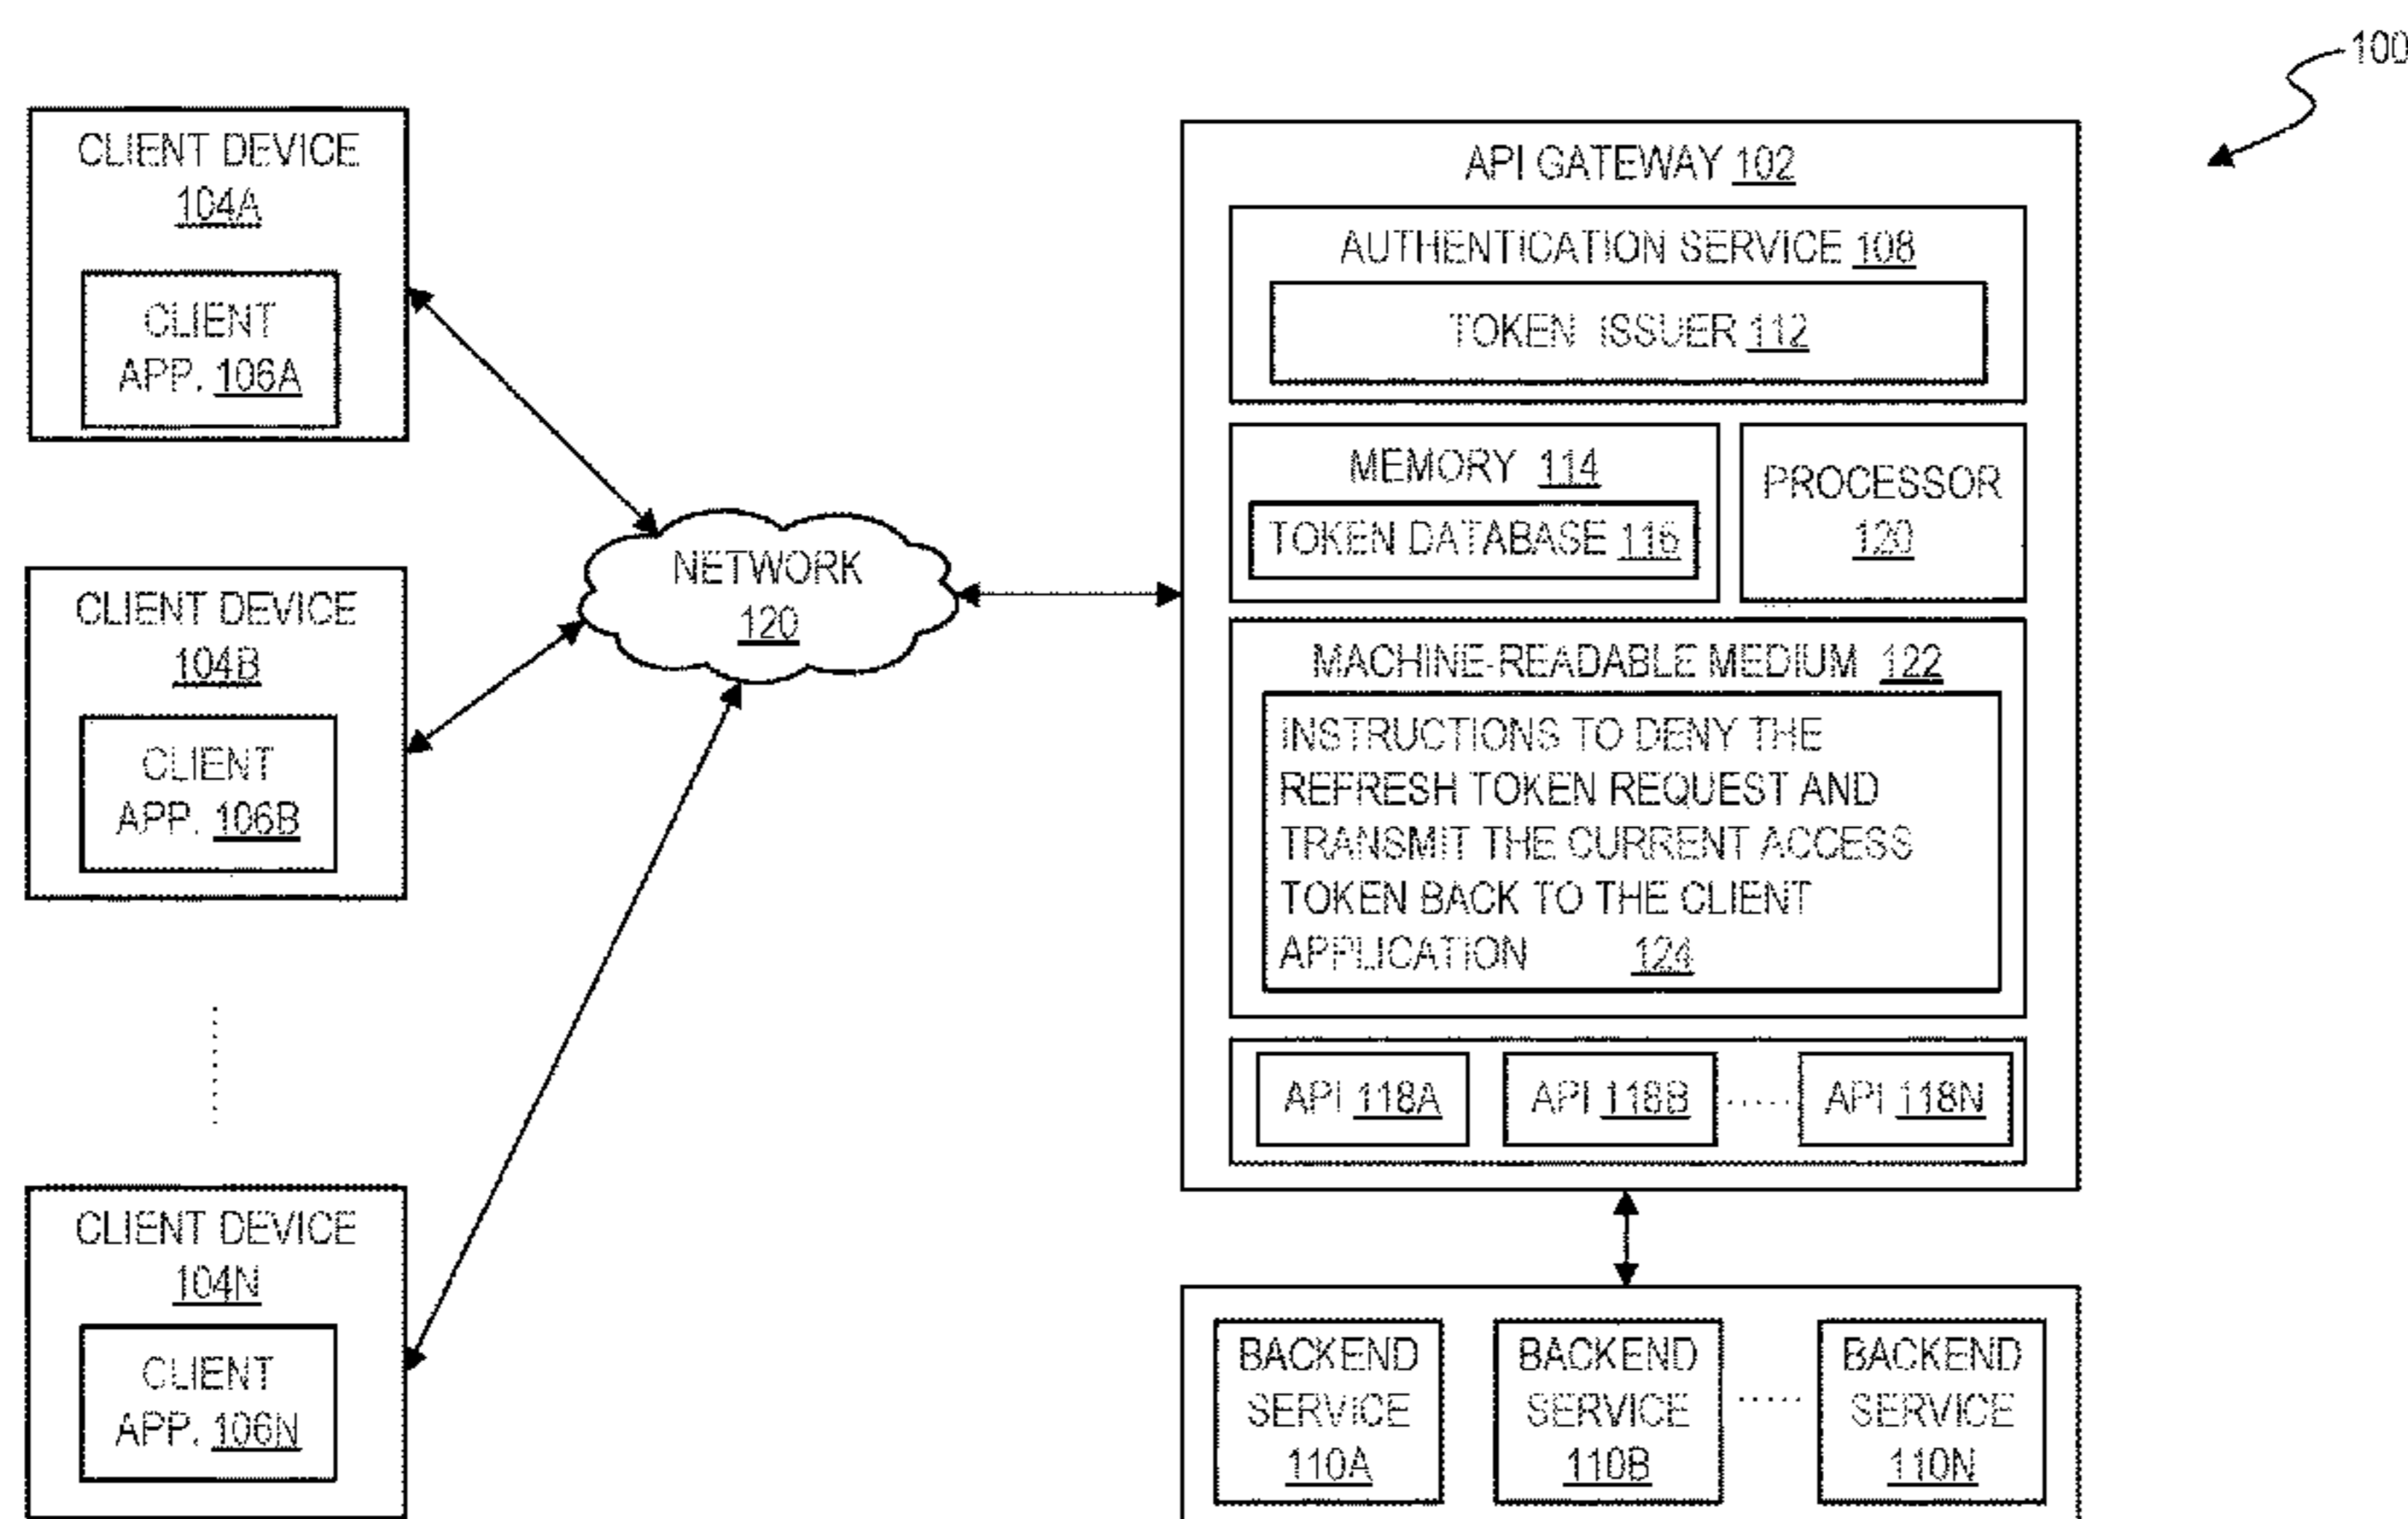 100
CLIENT DEVICE
104A
CLIENT
APP. 106A
CLIENT DEVICE
104B
CLIENT
APP. 106B
CLIENT DEVICE
104N
CLIENT
APP. 106N
NETWORK
120
API GATEWAY 102
AUTHENTICATION SERVICE 108
TOKEN ISSUER 112
MEMORY 114
TOKEN DATABASE 116
PROCESSOR
120
MACHINE-READABLE MEDIUM 122
INSTRUCTIONS TO DENY THE
REFRESH TOKEN REQUEST AND
TRANSMIT THE CURRENT ACCESS
TOKEN BACK TO THE CLIENT
APPLICATION 124
API 118A
API 118B
API 118N
BACKEND
SERVICE
110A
BACKEND
SERVICE
110B
BACKEND
SERVICE
110N